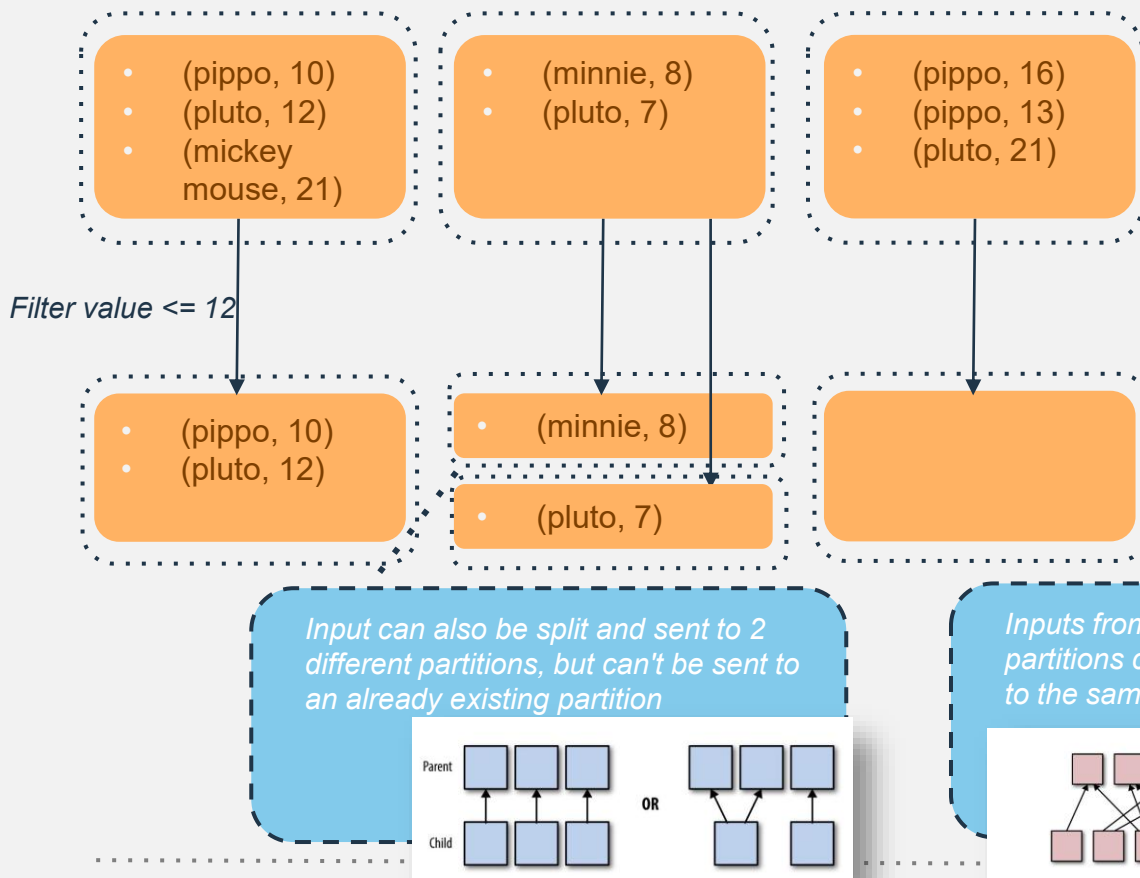 (pippo, 10)
(pluto, 12)
(mickey
mouse, 21)
(minnie, 8)
(pluto, 7)
(pippo, 16)
(pippo, 13)
(pluto, 21)
Filter value <= 12
(pippo, 10)
(pluto, 12)
(minnie, 8)
(pluto, 7)
Input can also be split and sent to 2
different partitions, but can't be sent to
an already existing partition
Parent
OR
Child
Inputs
partitions
to the